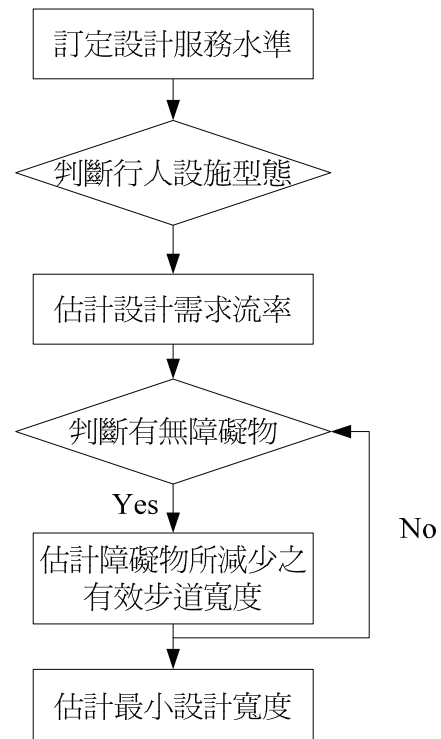 訂定設計服務水準
判斷行人設施型態
估計設計需求流率
判斷有無障礙物
Yes
No
估計障礙物所減少之
有效步道寬度
估計最小設計寬度